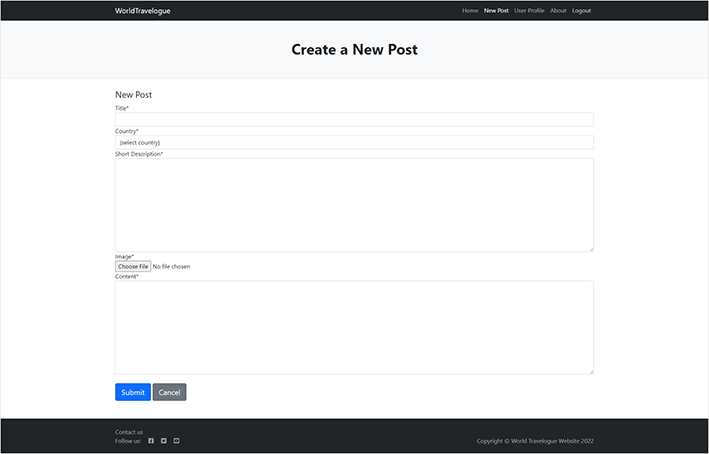 WorldTravelogue Home New Post User Profile About Logout
Create a New Post
New Post
Title*
Country*
(select country)
Short Description*
Image*
Choose File No file chosen
Content*
Submit Cancel
Contact us
Follow us: Copyright © World Travelogue Website 2022